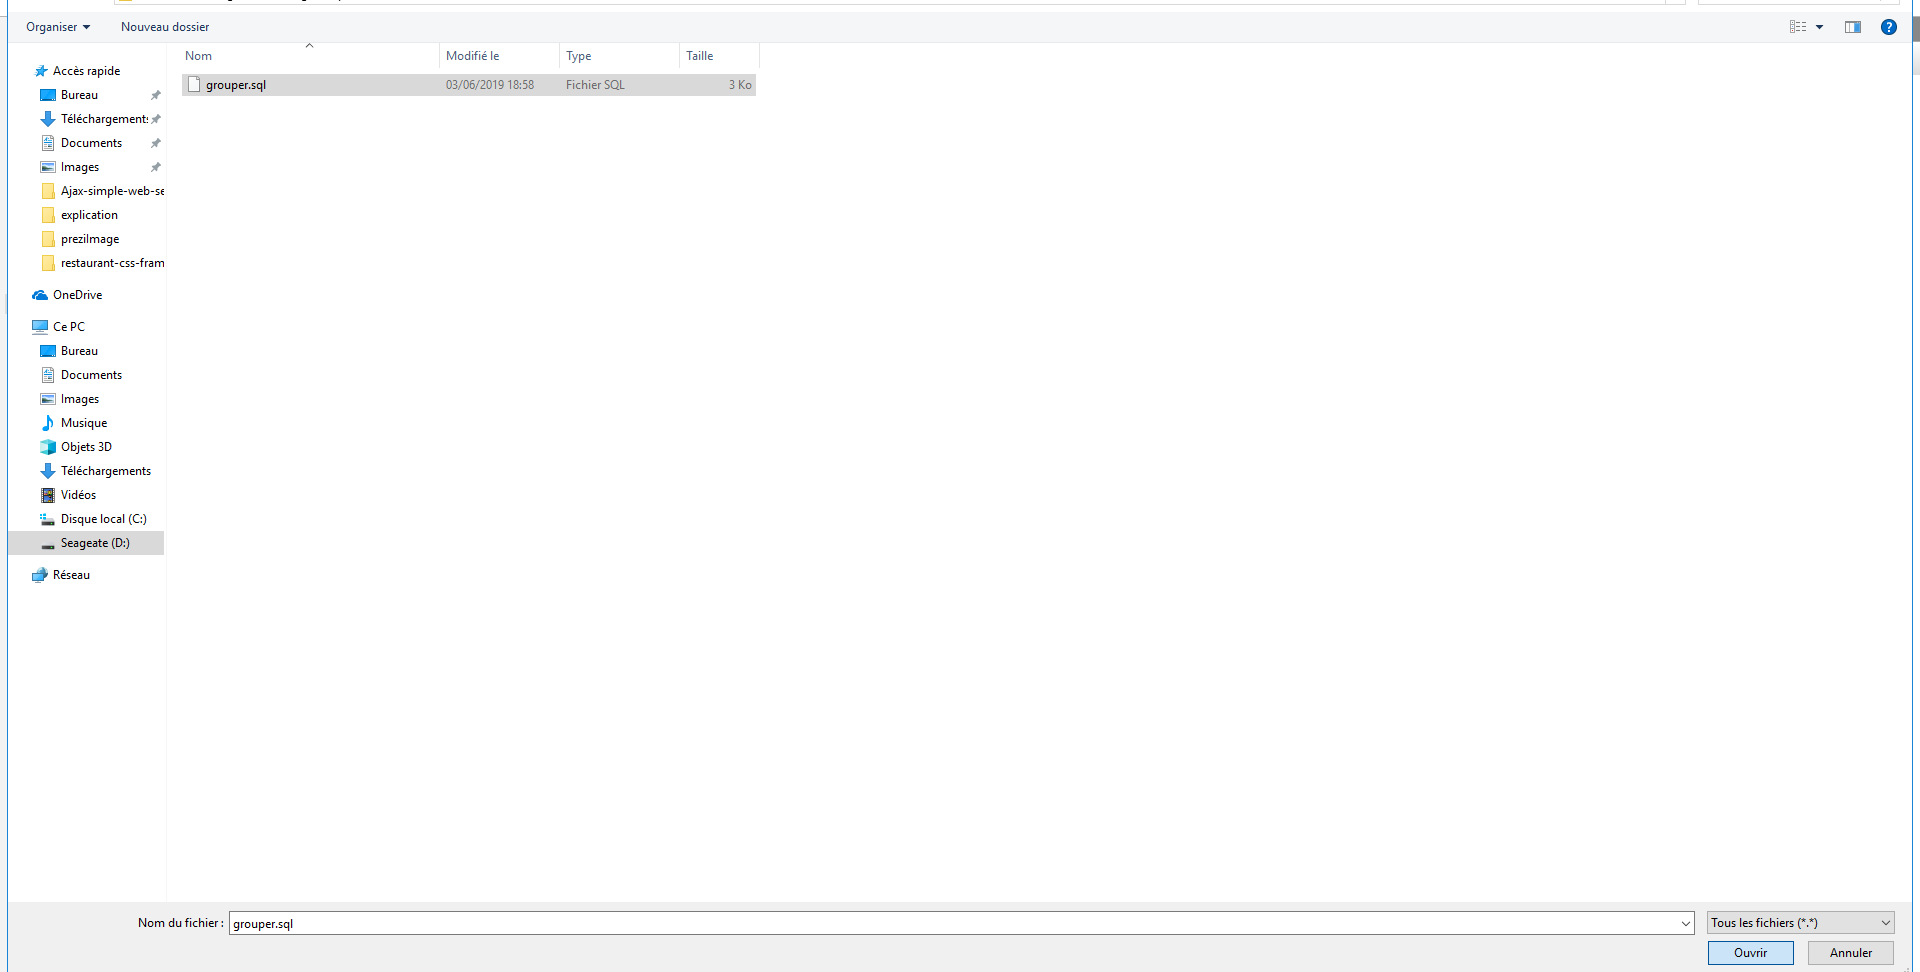 Organiser
Nouveau dossier
Nom
Modifié le
Type
Taille
grouper.sql
03/06/2019 18:58
Fichier SQL
3 Ko
Accès rapide
Bureau
Téléchargements
Documents
Images
Ajax-simple-web-se
explication
prezilmage
restaurant-css-fram
OneDrive
Ce PC
Bureau
Documents
Images
Musique
Objets 3D
Téléchargements
Vidéos
Disque local (C:)
Seageate (D:)
Réseau
Nom du fichier :
grouper.sql
Tous les fichiers (*.*)
Ouvrir
Annuler